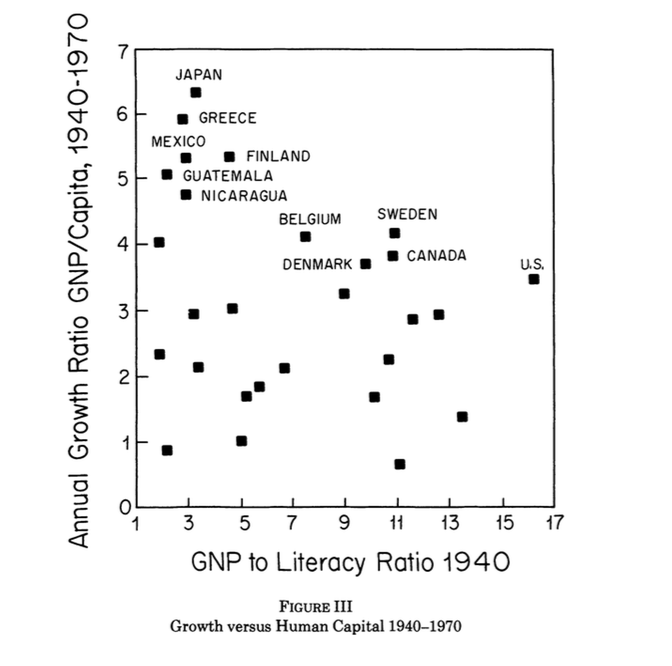 Annual Growth Ratio GNP/Capita, 1940-1970
7
6
5
4
3
2
1
0
JAPAN
GREECE
MEXICO
FINLAND
GUATEMALA
NICARAGUA
BELGIUM
SWEDEN
DENMARK
CANADA
U.S.
1 3 5 7 9 11 13 15 17
GNP to Literacy Ratio 1940
FIGURE III
Growth versus Human Capital 1940–1970